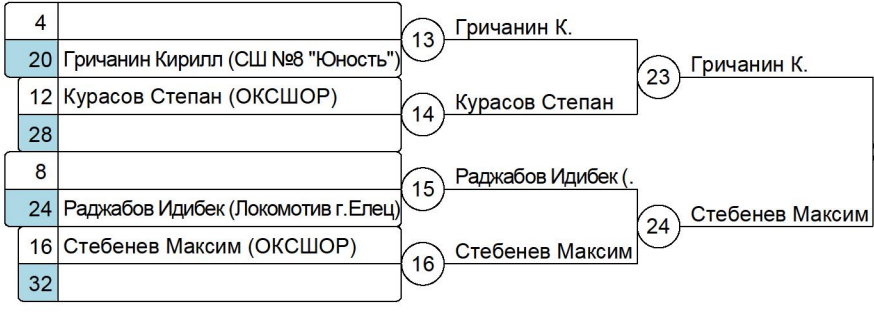 4
20 Гричанин Кирилл (СШ №8 "Юность")
13 Гричанин К.
12 Курасов Степан (ОКСШОР)
28
14 Курасов Степан
23 Гричанин К.
8
24 Раджабов Идибек (Локомотив г.Елец)
15 Раджабов Идибек (.
16 Стебенев Максим (ОКСШОР)
32
16 Стебенев Максим
24 Стебенев Максим